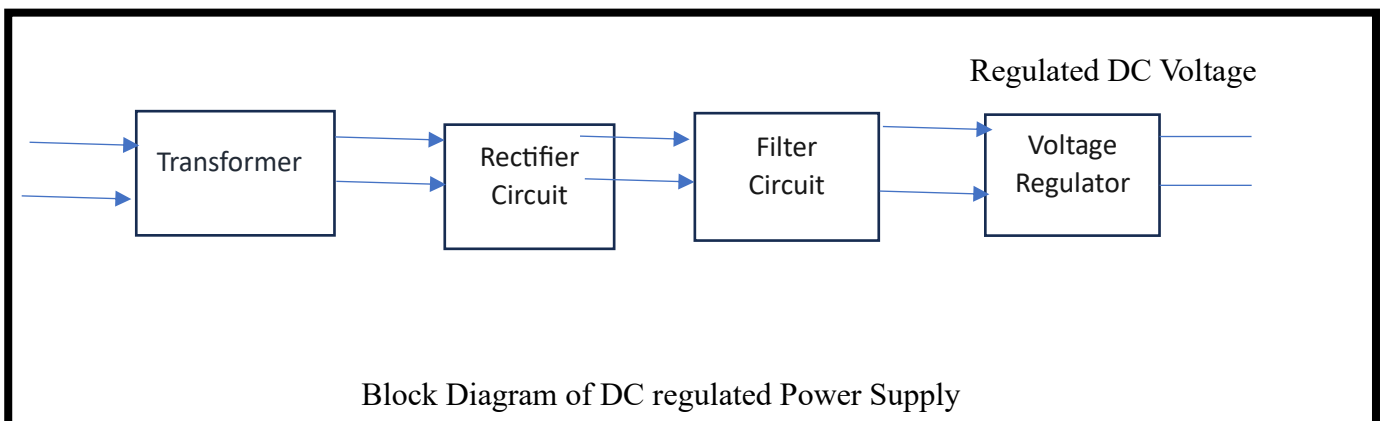 Regulated DC Voltage
Transformer
Rectifier
Circuit
Filter
Circuit
Voltage
Regulator
Block Diagram of DC regulated Power Supply